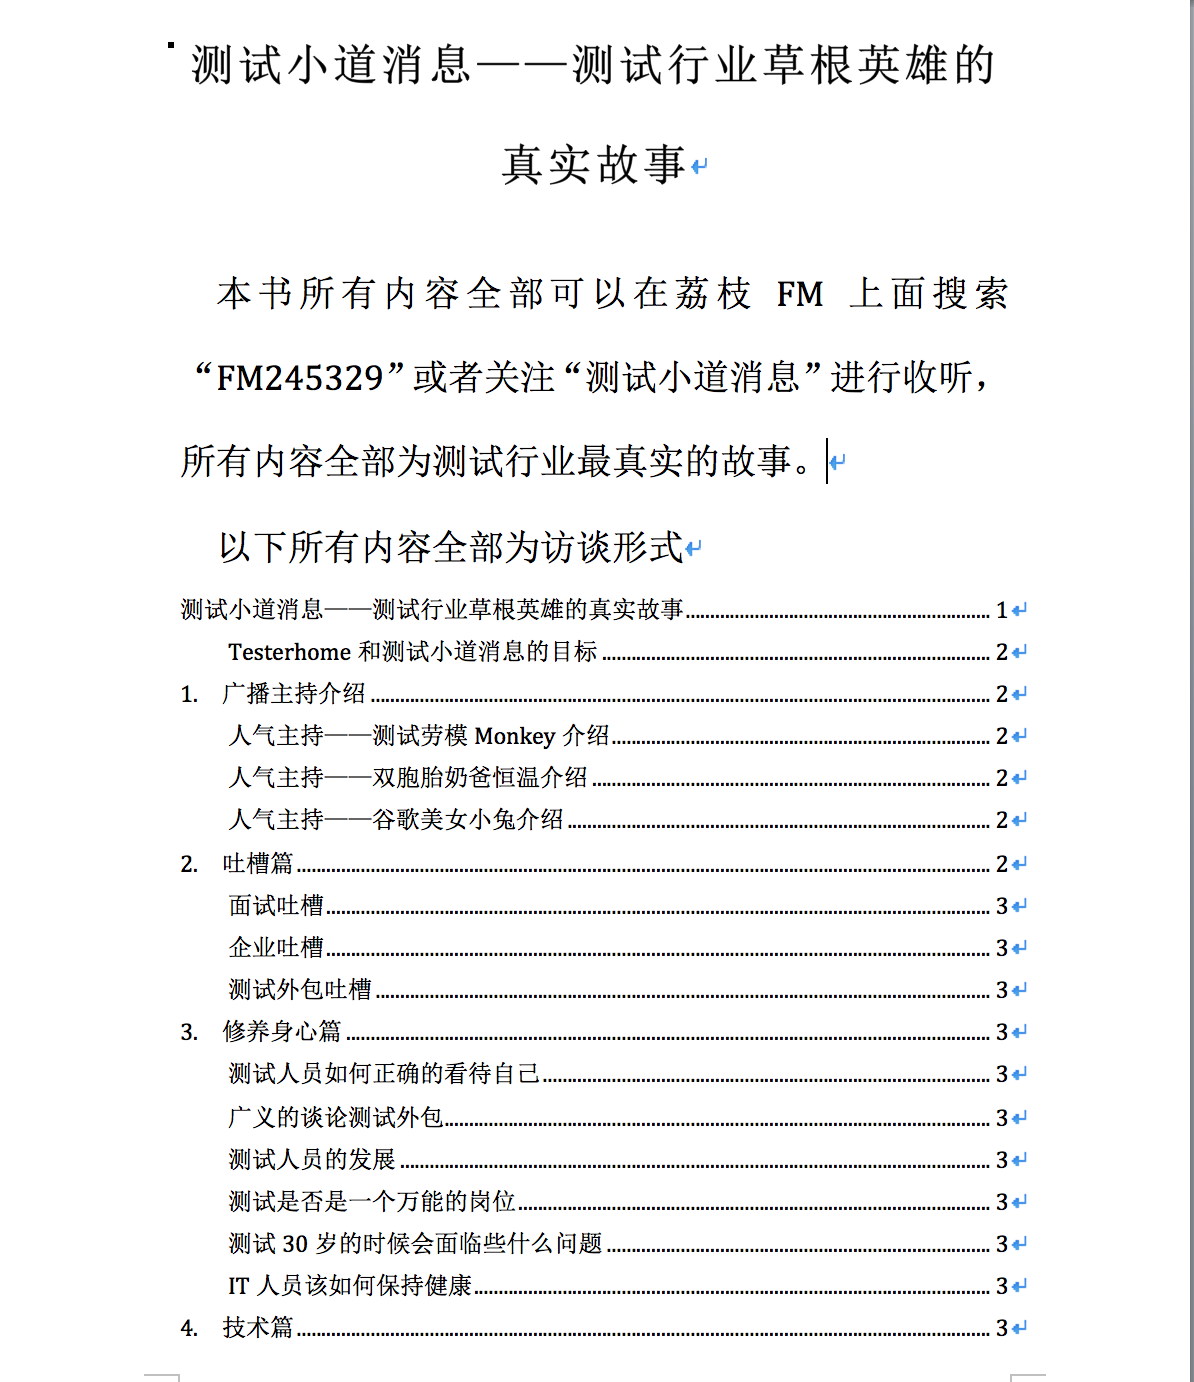 测试小道消息——测试行业草根英雄的
真实故事
本书所有内容全部可以在荔枝 FM 上面搜索
“FM245329”或者关注“测试小道消息”进行收听，
所有内容全部为测试行业最真实的故事。
以下所有内容全部为访谈形式
测试小道消息——测试行业草根英雄的真实故事........................ 1
Testerhome 和测试小道消息的目标........................ 2
1. 广播主持介绍........................ 2
人气主持——测试劳模 Monkey 介绍........................ 2
人气主持——双胞胎奶爸恒温介绍........................ 2
人气主持——谷歌美女小兔介绍........................ 2
2. 吐槽篇........................ 2
面试吐槽........................ 3
企业吐槽........................ 3
测试外包吐槽........................ 3
3. 修养身心篇........................ 3
测试人员如何正确的看待自己........................ 3
广义的谈论测试外包........................ 3
测试人员的发展........................ 3
测试是否是一个万能的岗位........................ 3
测试 30 岁的时候会面临些什么问题........................ 3
IT 人员该如何保持健康........................ 3
4. 技术篇........................ 3